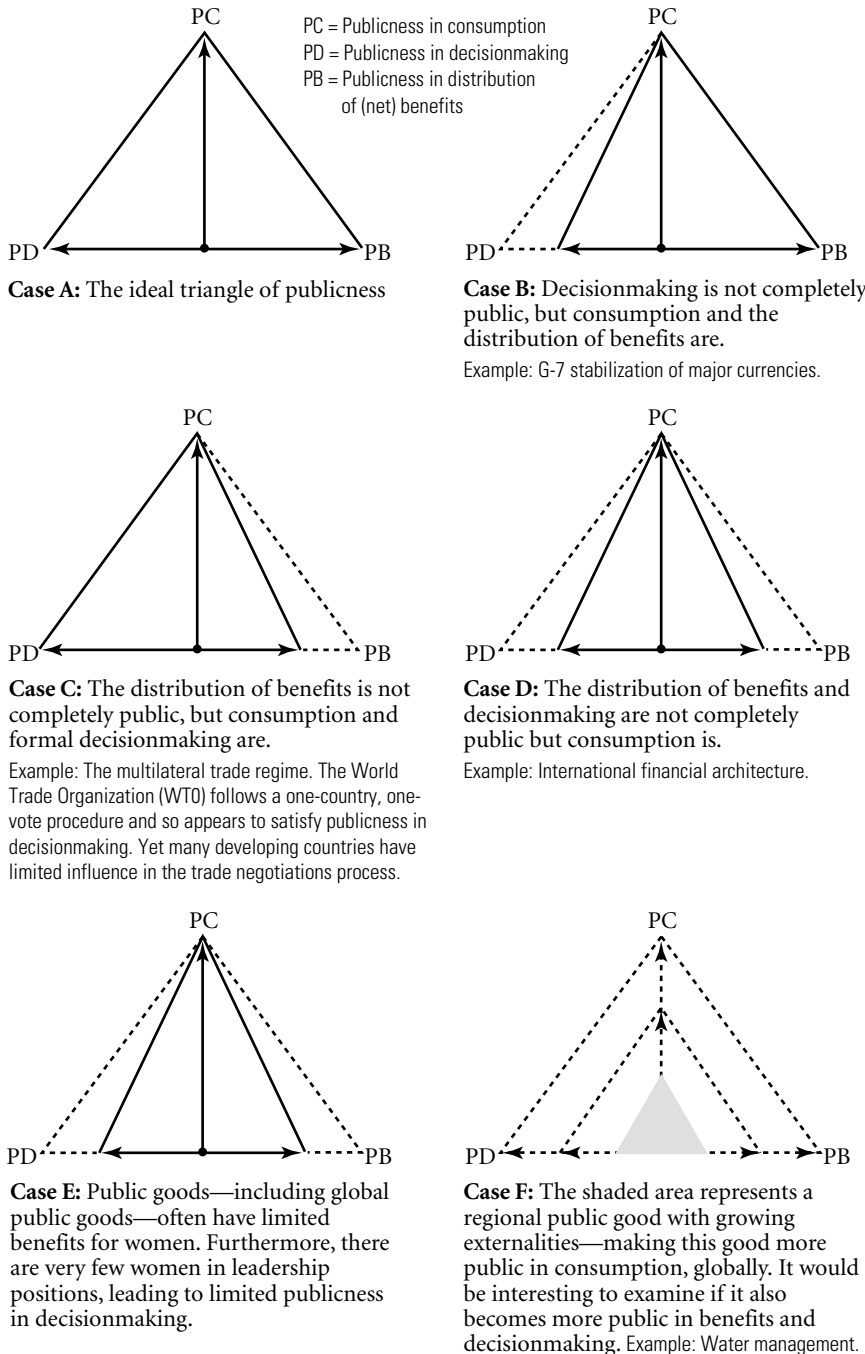 PC
PC = Publicness in consumption
PD = Publicness in decisionmaking
PB = Publicness in distribution
of (net) benefits
PD
PB
Case A: The ideal triangle of publicness
PC
PD
PB
Case B: Decisionmaking is not completely
public, but consumption and the
distribution of benefits are.
Example: G-7 stabilization of major currencies.
PC
PD
PB
Case C: The distribution of benefits is not
completely public, but consumption and
formal decisionmaking are.
Example: The multilateral trade regime. The World
Trade Organization (WTO) follows a one-country, one-
vote procedure and so appears to satisfy publicness in
decisionmaking. Yet many developing countries have
limited influence in the trade negotiations process.
PC
PD
PB
Case D: The distribution of benefits and
decisionmaking are not completely
public but consumption is.
Example: International financial architecture.
PC
PD
PB
Case E: Public goods—including global
public goods—often have limited
benefits for women. Furthermore, there
are very few women in leadership
positions, leading to limited publicness
in decisionmaking.
PC
PD
PB
Case F: The shaded area represents a
regional public good with growing
externalities—making this good more
public in consumption, globally. It would
be interesting to examine if it also
becomes more public in benefits and
decisionmaking. Example: Water management.